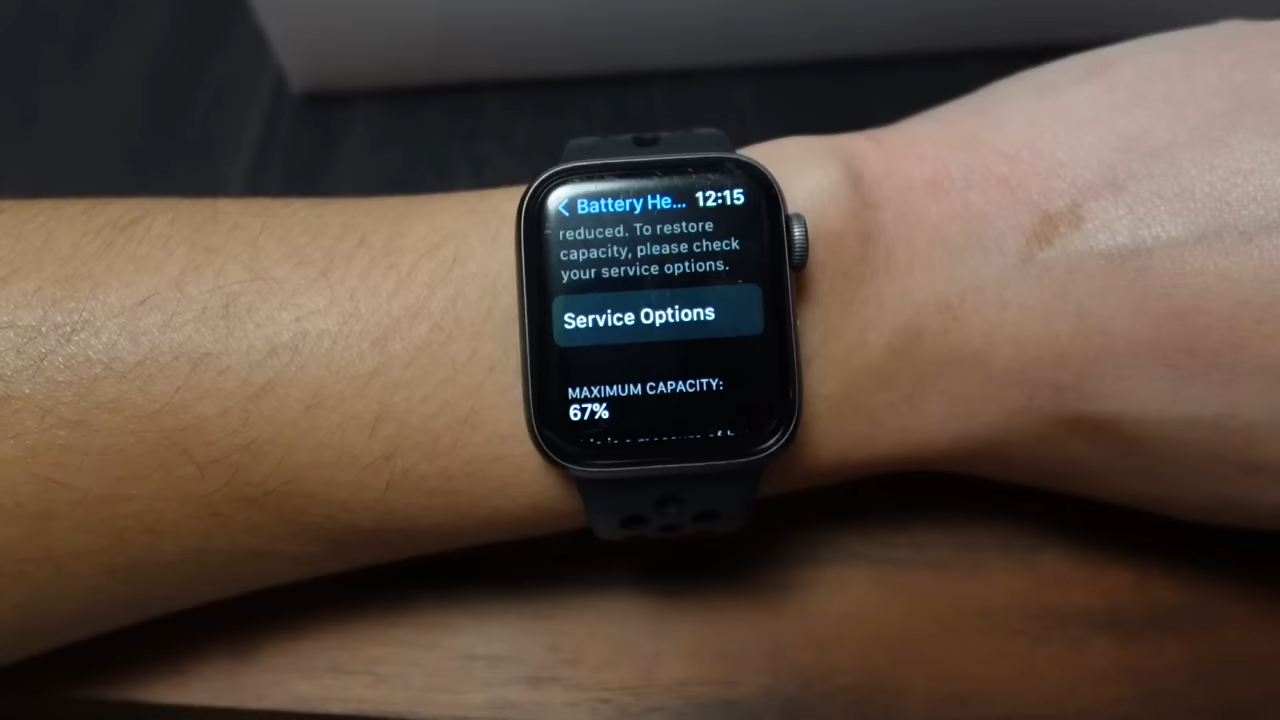 < Battery He... 12:15
reduced. To restore
capacity, please check
your service options.
Service Options
MAXIMUM CAPACITY:
67%